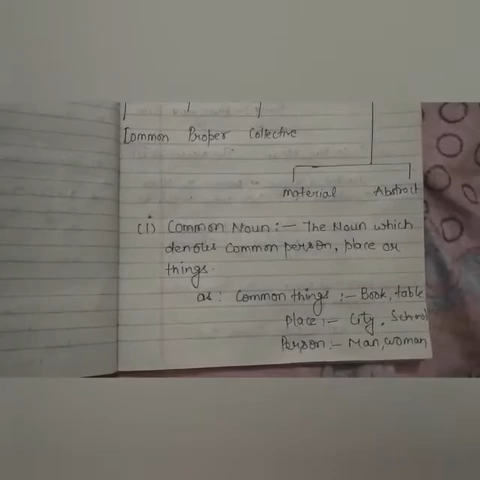 Common Proper Collective
Material Abstract
(i) Common Noun :- The Noun which
denotes Common person, place or
things.
as : Common things :- Book, table
Place :- City, School
Person :- Man, woman